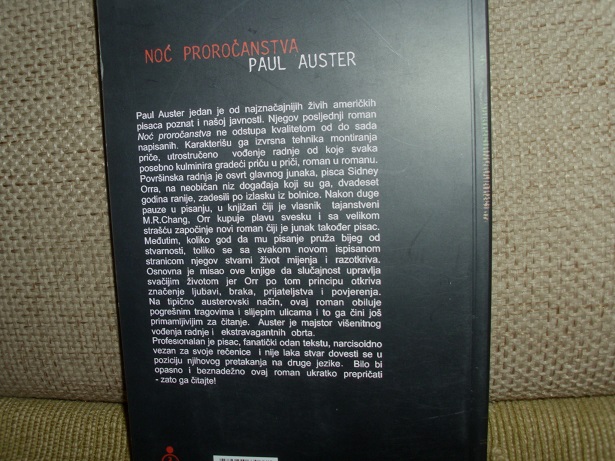 NOĆ PROROČANSTVA
PAUL AUSTER
Paul Auster jedan je od najznačajnijih živih američkih
pisaca poznat i našoj javnosti. Njegov posljednji roman
Noć proročanstva ne odstupa kvalitetom od do sada
napisanih. Karakterišu ga izvrsna tehnika montiranja
priče, utrostručeno vođenje radnje od koje svaka
posebno kulminira gradeći priču u priči, roman u romanu.
Površinska radnja je osvrt glavnog junaka, pisca Sidney
Orra, na neobičan niz događaja koji su ga, dvadeset
godina ranije, zadesili po izlasku iz bolnice. Nakon duge
pauze u pisanju, u knjižari čiji je vlasnik tajanstveni
M.R.Chang, Orr kupuje plavu svesku i sa velikom
strašću započinje novi roman čiji je junak također pisac.
Međutim, koliko god da mu pisanje pruža bijeg od
stvarnosti, toliko se sa svakom novom ispisanom
stranicom njegov stvarni život mijenja i razotkriva.
Osnovna je misao ove knjige da slučajnost upravlja
svačijim životom jer Orr po tom principu otkriva
značenje ljubavi, braka, prijateljstva i povjerenja.
Na tipično austerovski način, ovaj roman obiluje
pogrešnim tragovima i slijepim ulicama i to ga čini još
primamljivijim za čitanje. Auster je majstor višenitnog
vođenja radnje i ekstravagantnih obrta.
Profesionalan je pisac, fanatički odan tekstu, narcisoidno
vezan za svoje rečenice i nije laka stvar dovesti se u
poziciju njihovog pretakanja na druge jezike. Bilo bi
opasno i beznadežno ovaj roman ukratko prepričati
- zato ga čitajte!